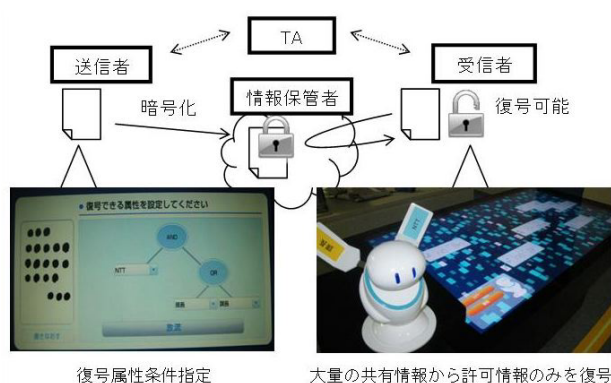 TA
送信者
受信者
情報保管者
暗号化
復号可能
復号できる属性を設定してください
AND
NTT
OR
放流
NTT
復号属性条件指定
大量の共有情報から許可情報のみを復号